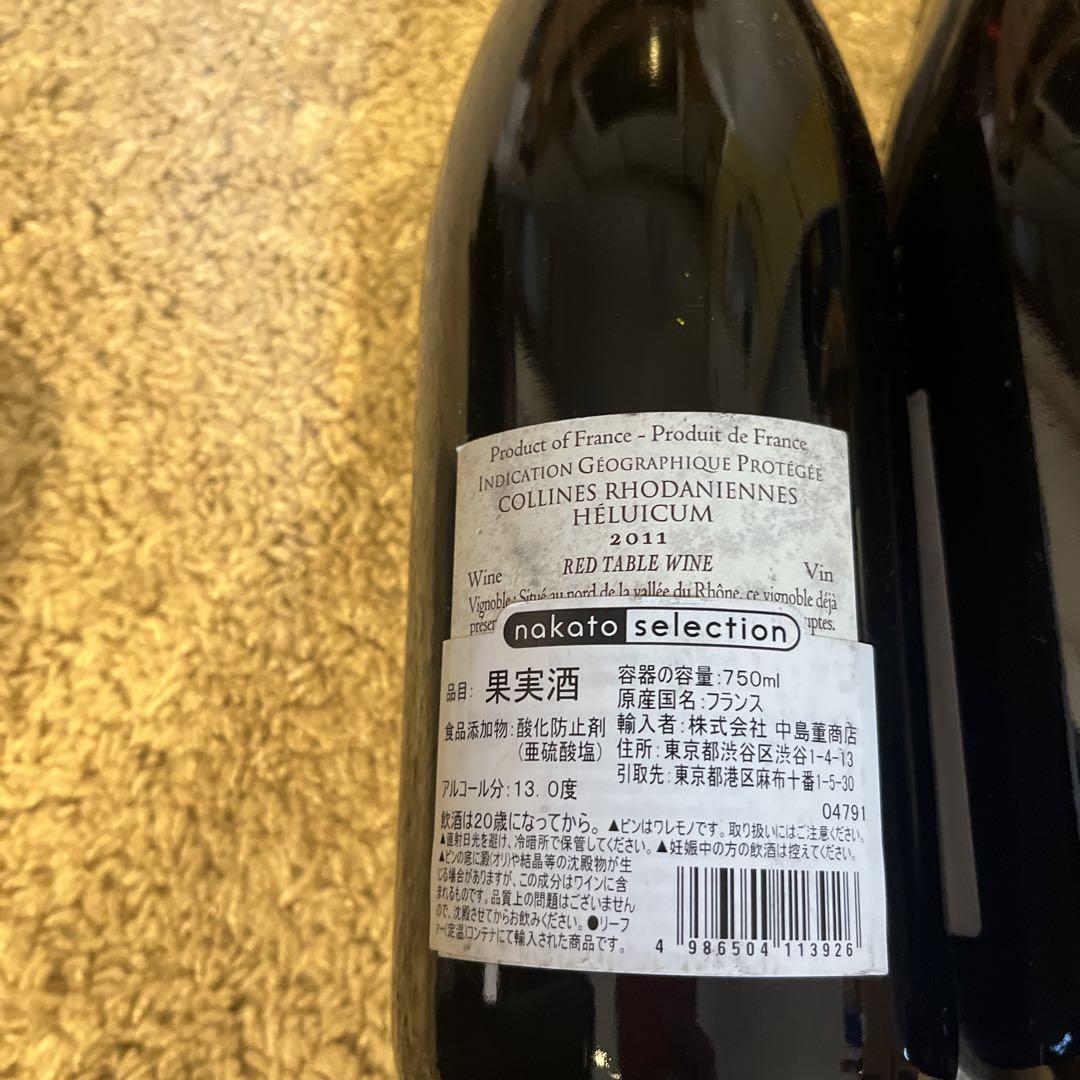 Product of France - Produit de France
INDICATION GÉOGRAPHIQUE PROTÉGÉE
COLLINES RHODANIENNES
HÉLUICUM
2011
RED TABLE WINE
Wine Vin
Vignoble : Situé au nord de la vallée du Rhône, ce vignoble déjà
nakato selection
品目: 果実酒
食品添加物:酸化防止剤
(亜硫酸塩)
アルコール分:13.0度
容器の容量:750ml
原産国名:フランス
輸入者:株式会社 中島董商店
住所:東京都渋谷区渋谷1-4-13
引取先:東京都港区麻布十番1-5-30
04791
飲酒は20歳になってから。▲ビンはワレモノです。取り扱いにはご注意ください。
▲直射日光を避け、冷暗所で保管してください。▲妊娠中の方の飲酒は控えてください。
▲ビンの底に澱(オリ)や結晶等の沈殿物が生
じる場合がありますが、この成分はワインに含
まれるものです。品質上の問題はございません
ので、沈殿させてからお飲みください。●リーフ
ァー(定温)コンテナにて輸入された商品です。
4 986504 113926